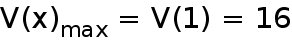 V(x)max = V(1) = 16